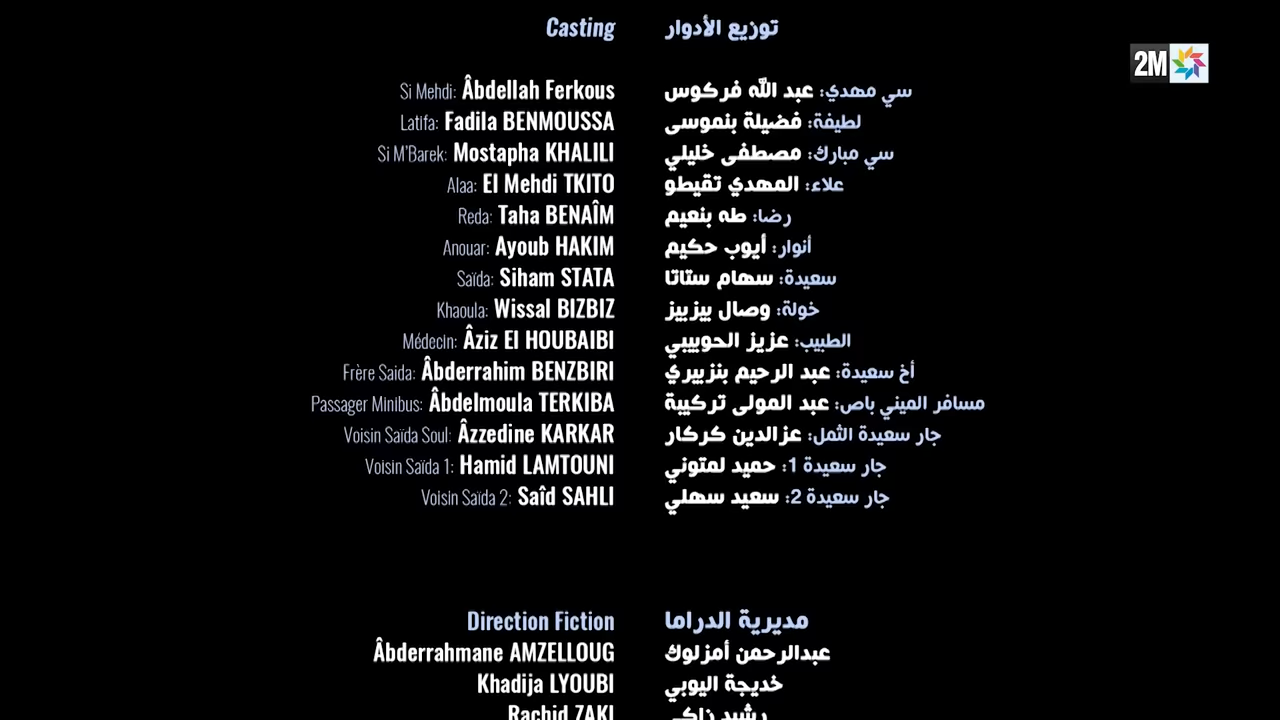 Casting توزيع الأدوار
2M
Si Mehdi: Âbdellah Ferkous سي مهدي: عبد الله فركوس
Latifa: Fadila BENMOUSSA لطيفة: فضيلة بنموسى
Si M'Barek: Mostapha KHALILI سي مبارك: مصطفى خليلي
Alaa: El Mehdi TKITO علاء: المهدي تقيطو
Reda: Taha BENAÎM رضا: طه بنعيم
Anouar: Ayoub HAKIM أنوار: أيوب حكيم
Saïda: Siham STATA سعيدة: سهام ستاتا
Khaoula: Wissal BIZBIZ خولة: وصال بيزبيز
Médecin: Âziz El HOUBAIBI الطبيب: عزيز الحوبيبي
Frère Saida: Âbderrahim BENZBIRI أخ سعيدة: عبد الرحيم بنزبيري
Passager Minibus: Âbdelmoula TERKIBA مسافر الميني باص: عبد المولى تركيبة
Voisin Saïda Soul: Âzzedine KARKAR جار سعيدة الثمل: عزالدين كركار
Voisin Saïda 1: Hamid LAMTOUNI جار سعيدة 1: حميد لمتوني
Voisin Saïda 2: Saîd SAHLI جار سعيدة 2: سعيد سهلي
Direction Fiction مديرية الدراما
Âbderrahmane AMZELLOUG عبدالرحمن أمزلوك
Khadija LYOUBI خديجة اليوبي
Rachid ZAKI رشيد زاكي